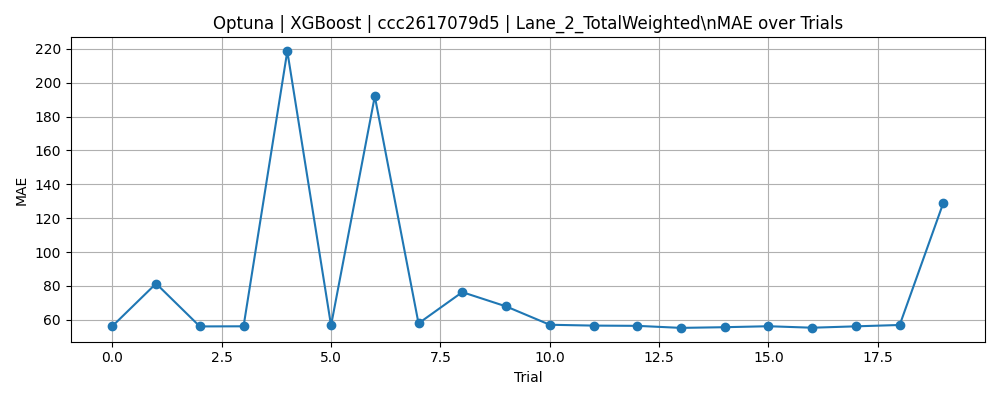 Optuna | XGBoost | ccc2617079d5 | Lane_2_TotalWeighted\nMAE over Trials
220
200
180
160
140
120
100
80
60
MAE
0.0 2.5 5.0 7.5 10.0 12.5 15.0 17.5
Trial